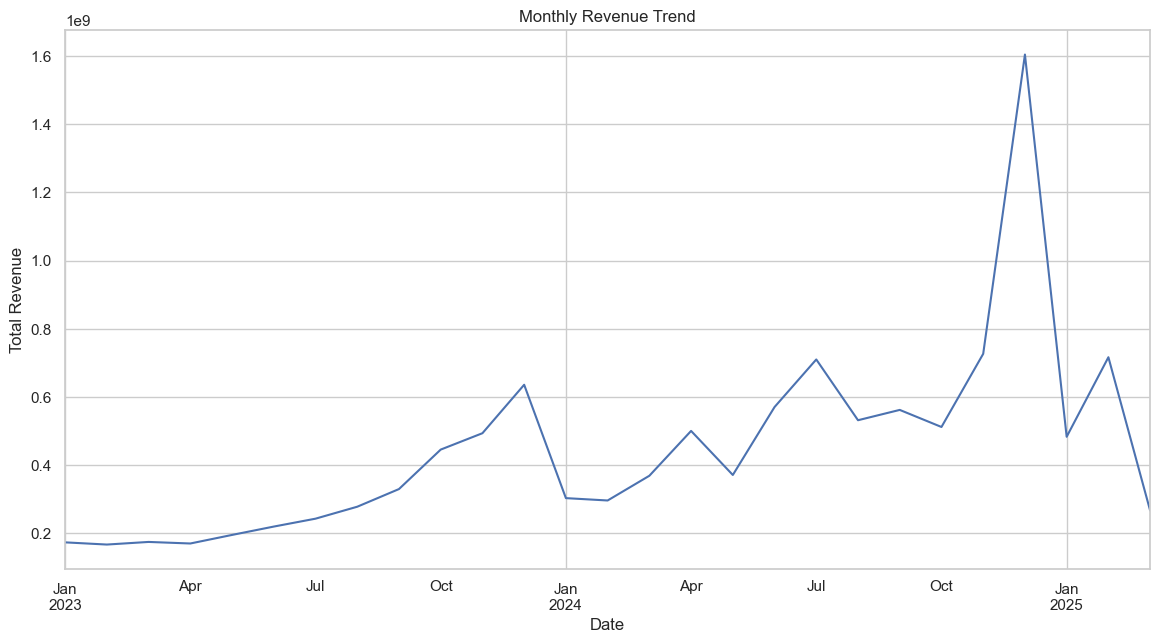 Monthly Revenue Trend
1e9
1.6
1.4
1.2
1.0
0.8
0.6
0.4
0.2
Total Revenue
Jan Apr Jul Oct Jan Apr Jul Oct Jan
2023 2024 2025
Date